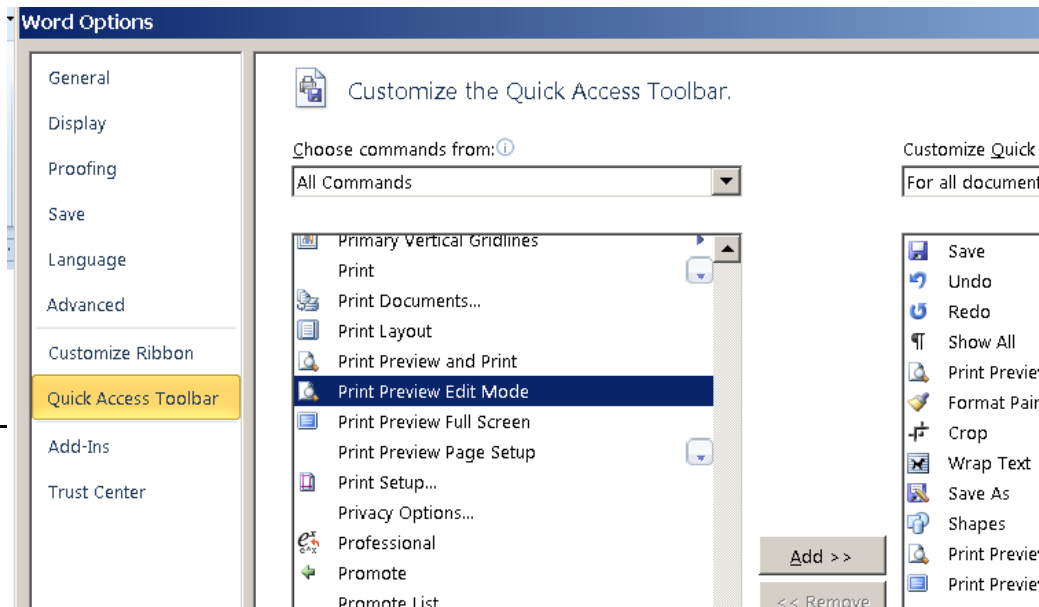 Word Options
General
Display
Proofing
Save
Language
Advanced
Customize Ribbon
Quick Access Toolbar
Add-Ins
Trust Center
Customize the Quick Access Toolbar.
Choose commands from:
All Commands
Primary Vertical Gridlines
Print
Print Documents...
Print Layout
Print Preview and Print
Print Preview Edit Mode
Print Preview Full Screen
Print Preview Page Setup
Print Setup...
Privacy Options...
Professional
Promote
Promote List
Add >>
<< Remove
Customize Quick
For all document
Save
Undo
Redo
Show All
Print Previe
Format Pain
Crop
Wrap Text
Save As
Shapes
Print Previe
Print Previe